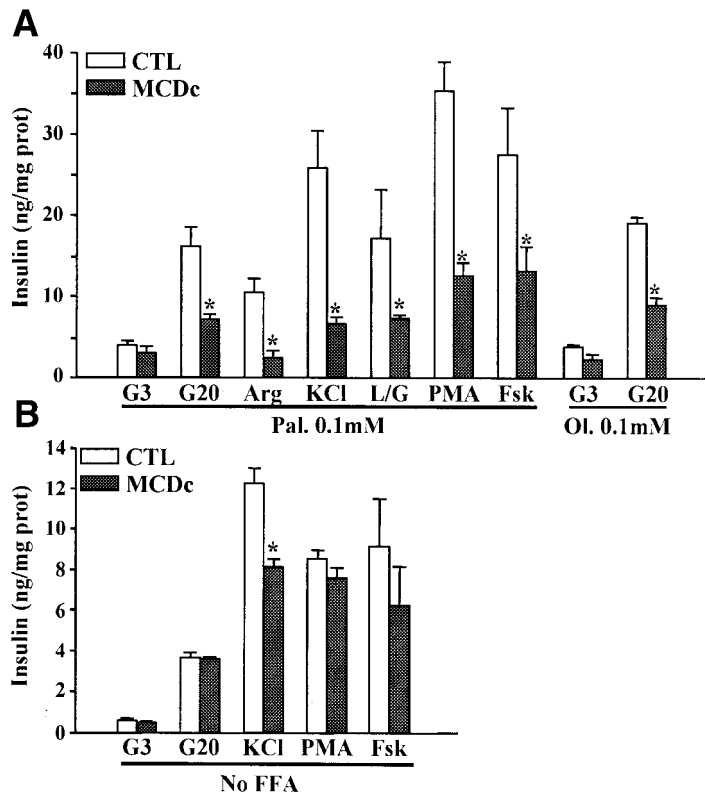 A
Insulin (ng/mg prot)
40
30
20
10
0
CTL
MCDc
* * * * * * *
G3 G20 Arg KCl L/G PMA Fsk G3 G20
Pal. 0.1mM Ol. 0.1mM
B
Insulin (ng/mg prot)
14
12
10
8
6
4
2
0
CTL
MCDc
*
G3 G20 KCl PMA Fsk
No FFA